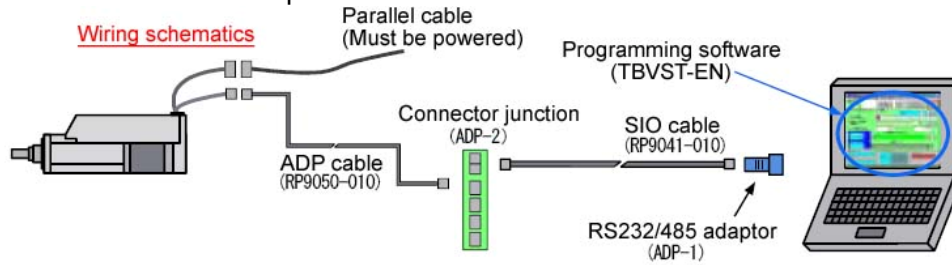 Wiring schematics
Parallel cable
(Must be powered)
Programming software
(TBVST-EN)
Connector junction
(ADP-2)
SIO cable
(RP9041-010)
ADP cable
(RP9050-010)
RS232/485 adaptor
(ADP-1)